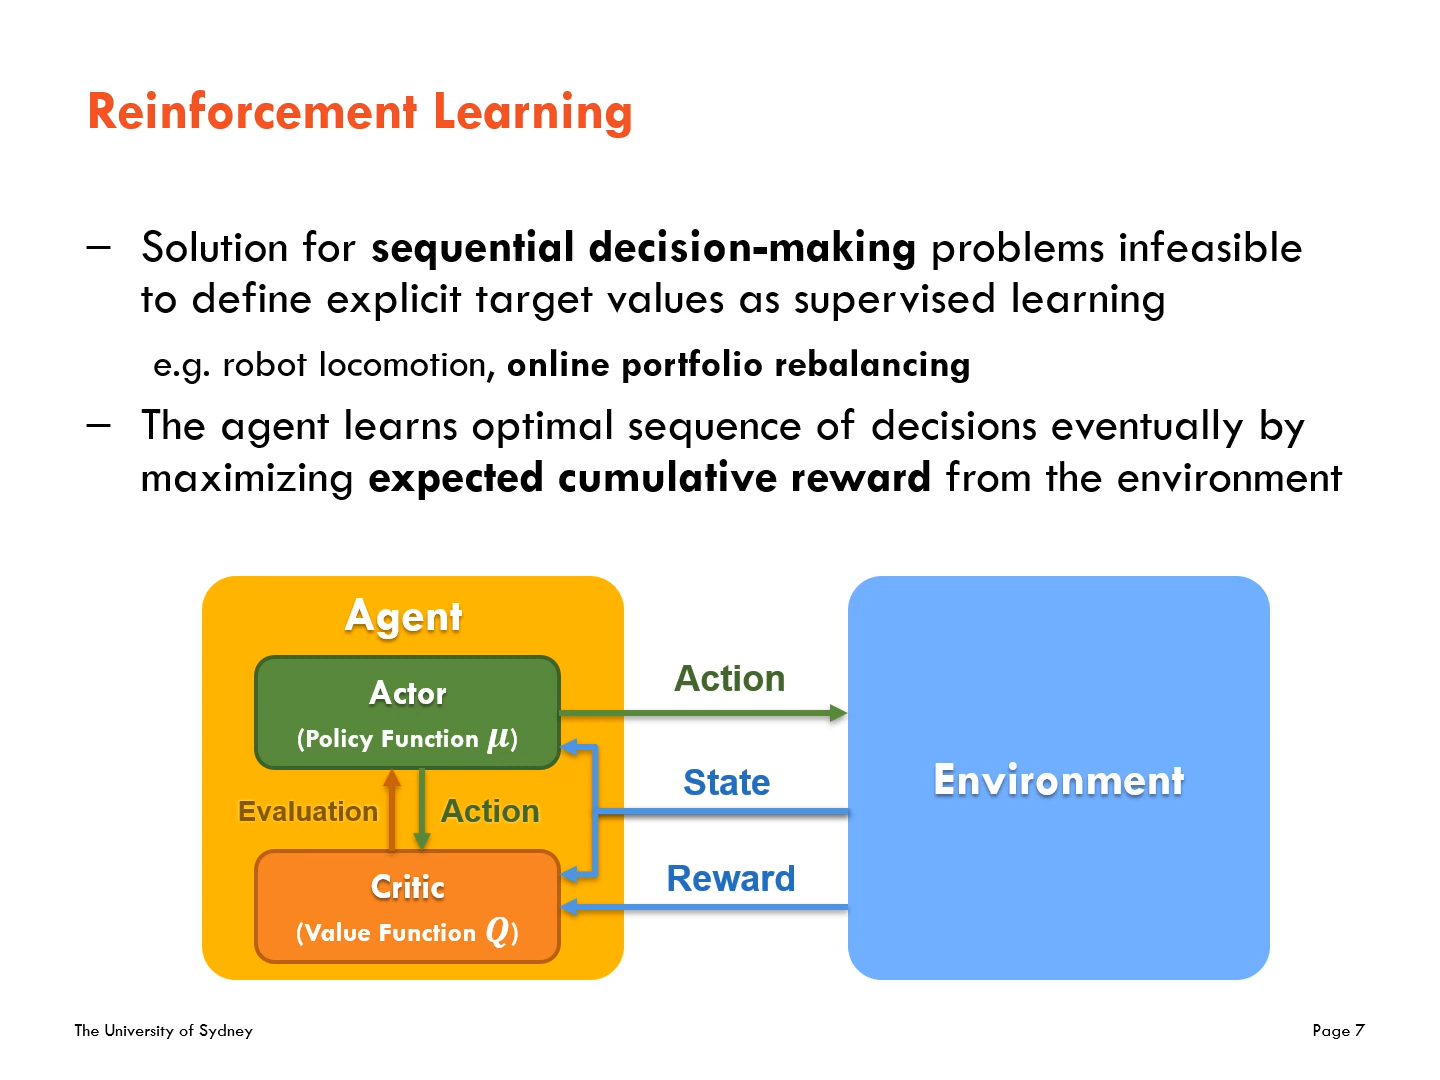 Reinforcement Learning
– Solution for sequential decision-making problems infeasible
to define explicit target values as supervised learning
e.g. robot locomotion, online portfolio rebalancing
– The agent learns optimal sequence of decisions eventually by
maximizing expected cumulative reward from the environment
Agent
Actor
(Policy Function μ)
Evaluation
Action
Critic
(Value Function Q)
Action
State
Reward
Environment
The University of Sydney
Page 7